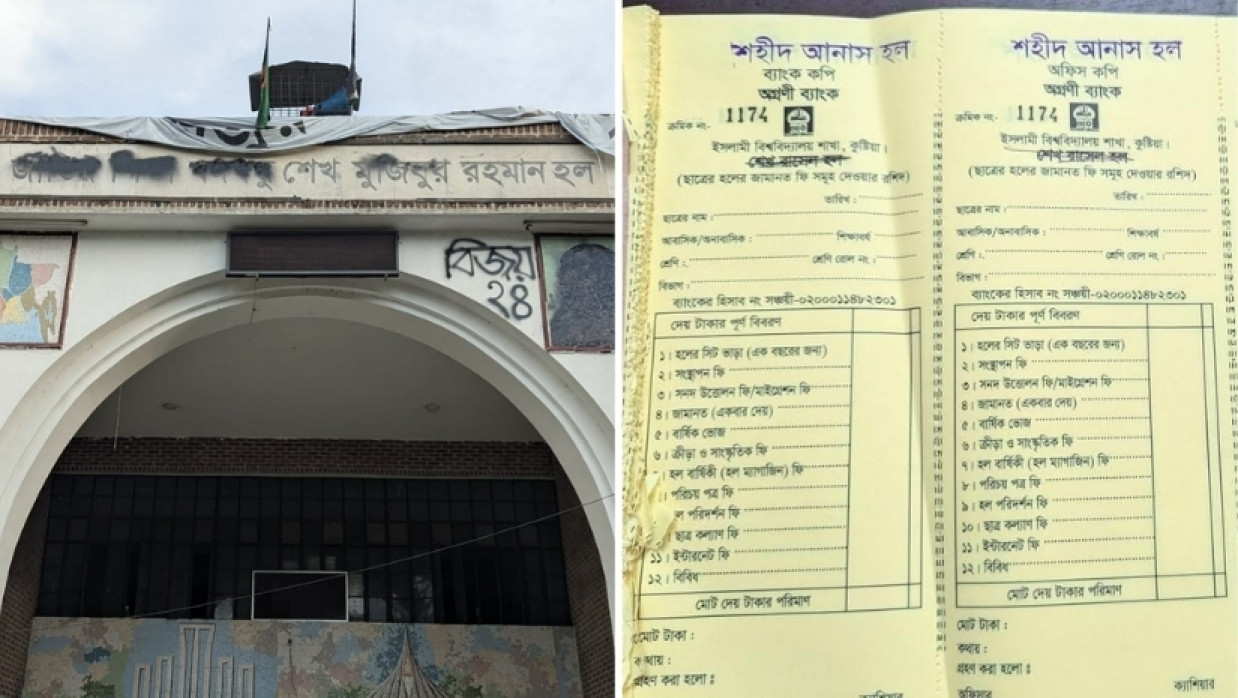 শেখ মুজিবুর রহমান হল
বিজয়
২৪
শহীদ আনাস হল
ব্যাংক কপি
অগ্রণী ব্যাংক
ক্রমিক নং- 1174
ইসলামী বিশ্ববিদ্যালয় শাখা, কুষ্টিয়া।
শেখ রাসেল হল
(ছাত্রের হলের জামানত ফি সমূহ দেওয়ার রশিদ)
তারিখ :
ছাত্রের নাম :
আবাসিক/অনাবাসিক : শিক্ষাবর্ষ
শ্রেণি : শ্রেণি রোল নং :
বিভাগ :
ব্যাংকের হিসাব নং সঞ্চয়ী-০২০০০১১৪৮২৩০১
দেয় টাকার পূর্ণ বিবরণ
১। হলের সিট ভাড়া (এক বছরের জন্য)
২। সংস্থাপন ফি
৩। সনদ উত্তোলন ফি/মাইগ্রেশন ফি
৪। জামানত (একবার দেয়)
৫। বার্ষিক ভোজ
৬। ক্রীড়া ও সাংস্কৃতিক ফি
। হল বার্ষিকী (হল ম্যাগাজিন) ফি
। পরিচয় পত্র ফি
ল পরিদর্শন ফি
ছাত্র কল্যাণ ফি
১১। ইন্টারনেট ফি
১২। বিবিধ
মোট দেয় টাকার পরিমাণ
মোট টাকা :
কথায় :
গ্রহণ করা হলোঃ
ক্যাশিয়ার
শহীদ আনাস হল
অফিস কপি
অগ্রণী ব্যাংক
ক্রমিক নং- 1174
ইসলামী বিশ্ববিদ্যালয় শাখা, কুষ্টিয়া।
শেখ রাসেল হল
(ছাত্রের হলের জামানত ফি সমূহ দেওয়ার রশিদ)
তারিখ :
ছাত্রের নাম :
আবাসিক/অনাবাসিক : শিক্ষাবর্ষ
শ্রেণি : শ্রেণি রোল নং :
বিভাগ :
ব্যাংকের হিসাব নং সঞ্চয়ী-০২০০০১১৪৮২৩০১
দেয় টাকার পূর্ণ বিবরণ
১। হলের সিট ভাড়া (এক বছরের জন্য)
২। সংস্থাপন ফি
৩। সনদ উত্তোলন ফি/মাইগ্রেশন ফি
৪। জামানত (একবার দেয়)
৫। বার্ষিক ভোজ
৬। ক্রীড়া ও সাংস্কৃতিক ফি
৭। হল বার্ষিকী (হল ম্যাগাজিন) ফি
৮। পরিচয় পত্র ফি
৯। হল পরিদর্শন ফি
১০। ছাত্র কল্যাণ ফি
১১। ইন্টারনেট ফি
১২। বিবিধ
মোট দেয় টাকার পরিমাণ
মোট টাকা :
কথায় :
গ্রহণ করা হলোঃ
অফিসার ক্যাশিয়ার